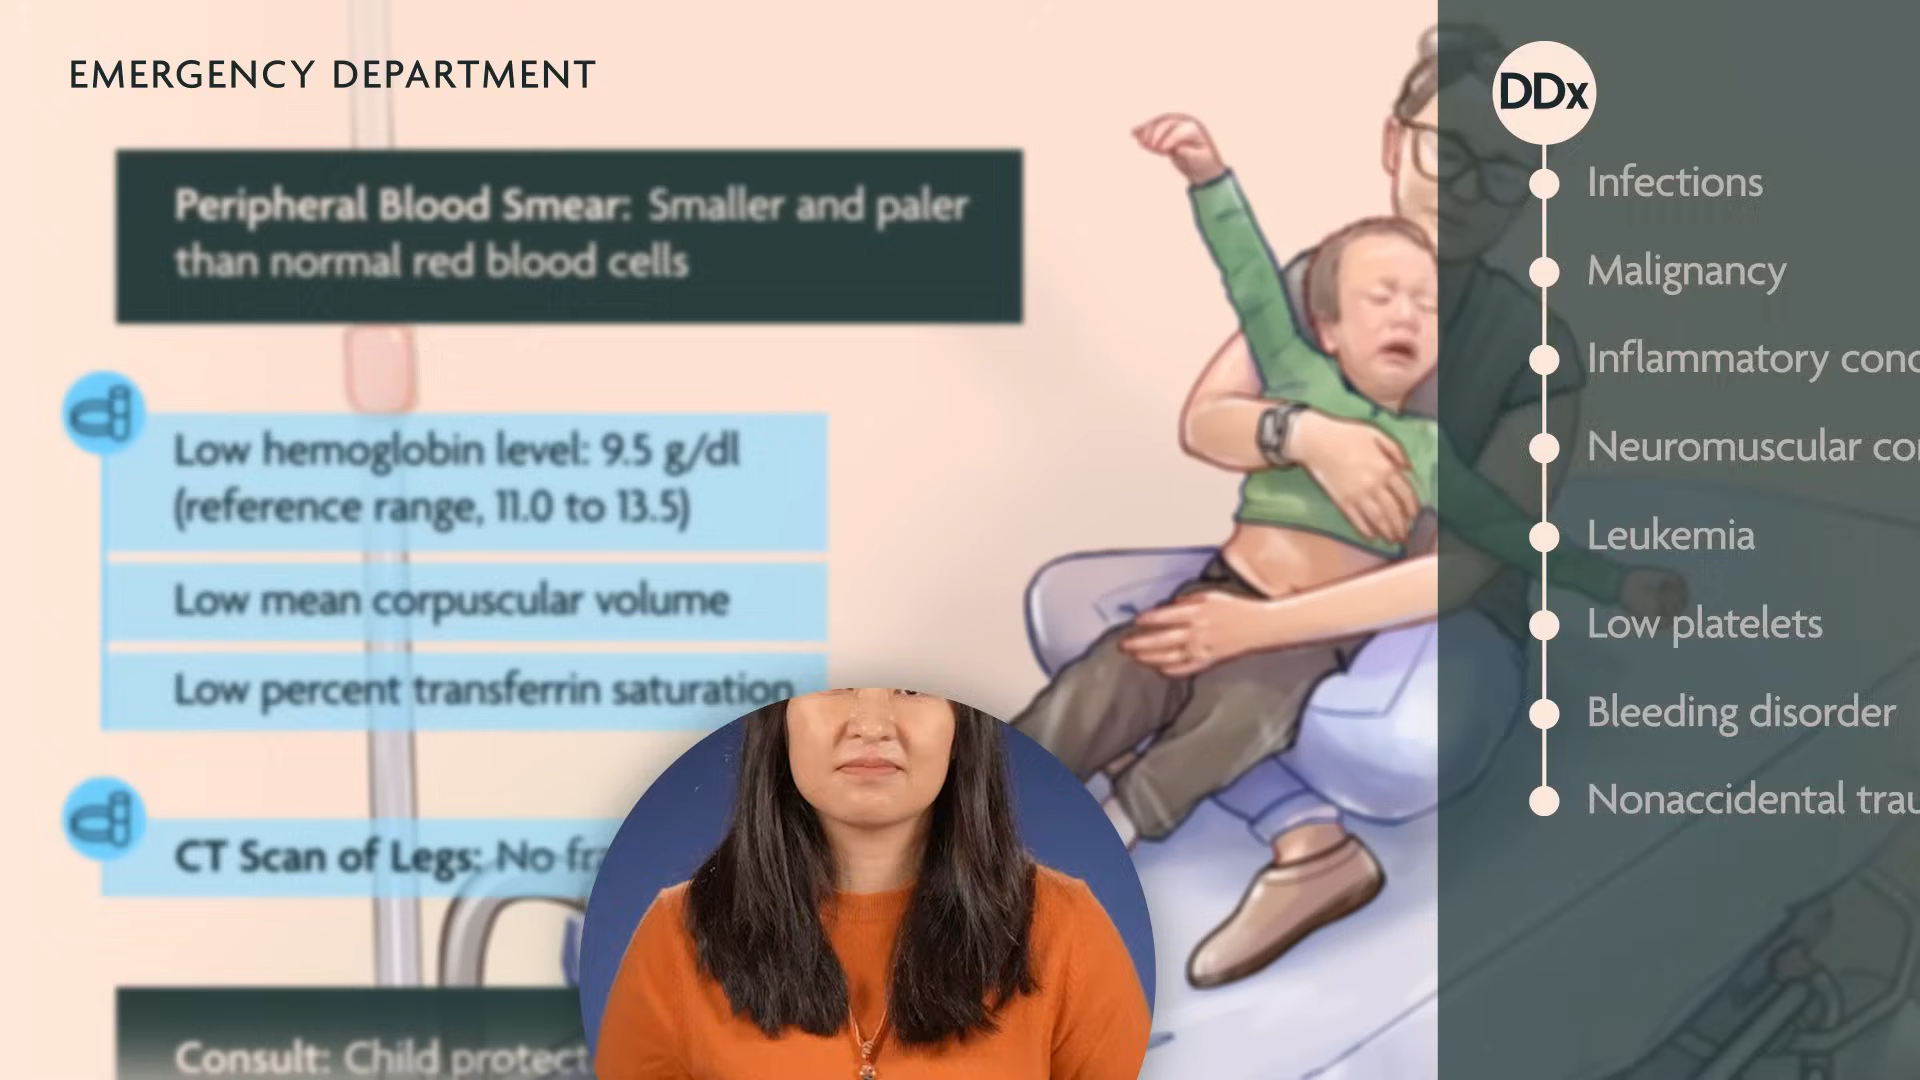 EMERGENCY DEPARTMENT
Peripheral Blood Smear: Smaller and paler
than normal red blood cells
Low hemoglobin level: 9.5 g/dl
(reference range, 11.0 to 13.5)
Low mean corpuscular volume
Low percent transferrin saturation
CT Scan of Legs: No
Consult: Child
DDx
Infections
Malignancy
Inflammatory
Neuromuscular
Leukemia
Low platelets
Bleeding disorder
Nonaccidental